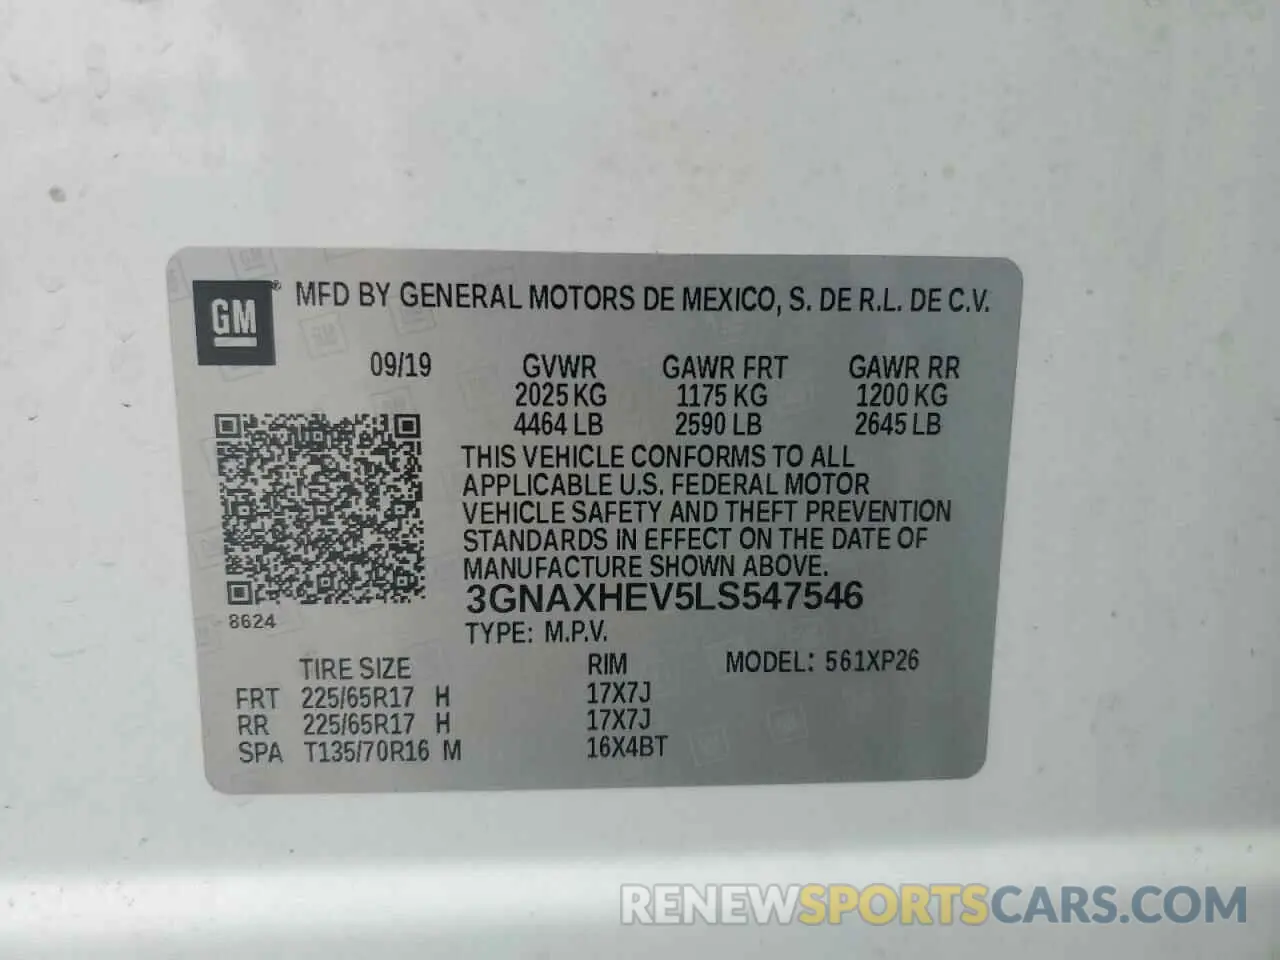 GM® MFD BY GENERAL MOTORS DE MEXICO, S. DE R.L. DE C.V.
09/19 GVWR GAWR FRT GAWR RR
2025 KG 1175 KG 1200 KG
4464 LB 2590 LB 2645 LB
THIS VEHICLE CONFORMS TO ALL
APPLICABLE U.S. FEDERAL MOTOR
VEHICLE SAFETY AND THEFT PREVENTION
STANDARDS IN EFFECT ON THE DATE OF
MANUFACTURE SHOWN ABOVE.
3GNAXHEV5LS547546
8624
TYPE: M.P.V.
TIRE SIZE RIM MODEL: 561XP26
FRT 225/65R17 H 17X7J
RR 225/65R17 H 17X7J
SPA T135/70R16 M 16X4BT
RENEWSPORTSCARS.COM